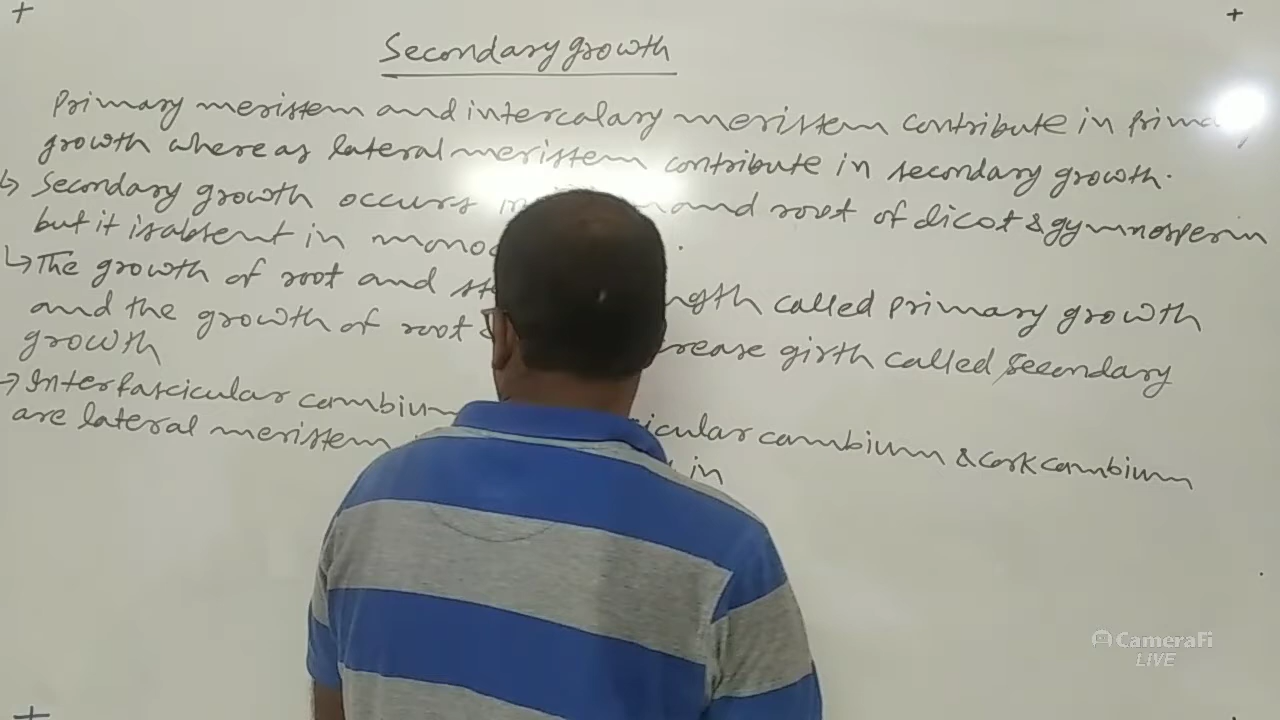 Secondary growth
Primary meristem and intercalary meristem contribute in
growth where as lateral meristem contribute in secondary growth.
↳ Secondary growth occurs in and root of dicot & gymnosperm
but it is absent in
↳ The growth of root and called primary growth
and the growth of root girth called secondary
growth
→ Interfascicular cambium cambium & cork cambium
are lateral meristem in
CameraFi
LIVE